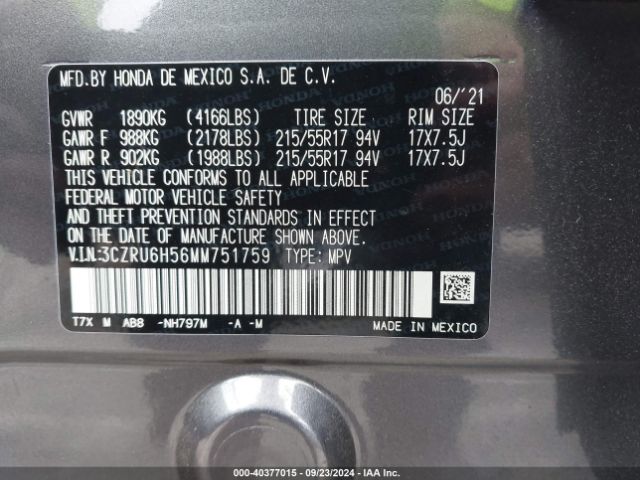 MFD.BY HONDA DE MEXICO S.A. DE C.V.
06/'21
GVWR 1890KG (4166LBS) TIRE SIZE RIM SIZE
GAWR F 988KG (2178LBS) 215/55R17 94V 17X7.5J
GAWR R 902KG (1988LBS) 215/55R17 94V 17X7.5J
THIS VEHICLE CONFORMS TO ALL APPLICABLE
FEDERAL MOTOR VEHICLE SAFETY
AND THEFT PREVENTION STANDARDS IN EFFECT
ON THE DATE OF MANUFACTURE SHOWN ABOVE.
V.I.N.:3CZRU6H56MM751759 TYPE: MPV
T7X M AB8 -NH797M -A -M
MADE IN MEXICO
000-40377015 - 09/23/2024 - IAA Inc.